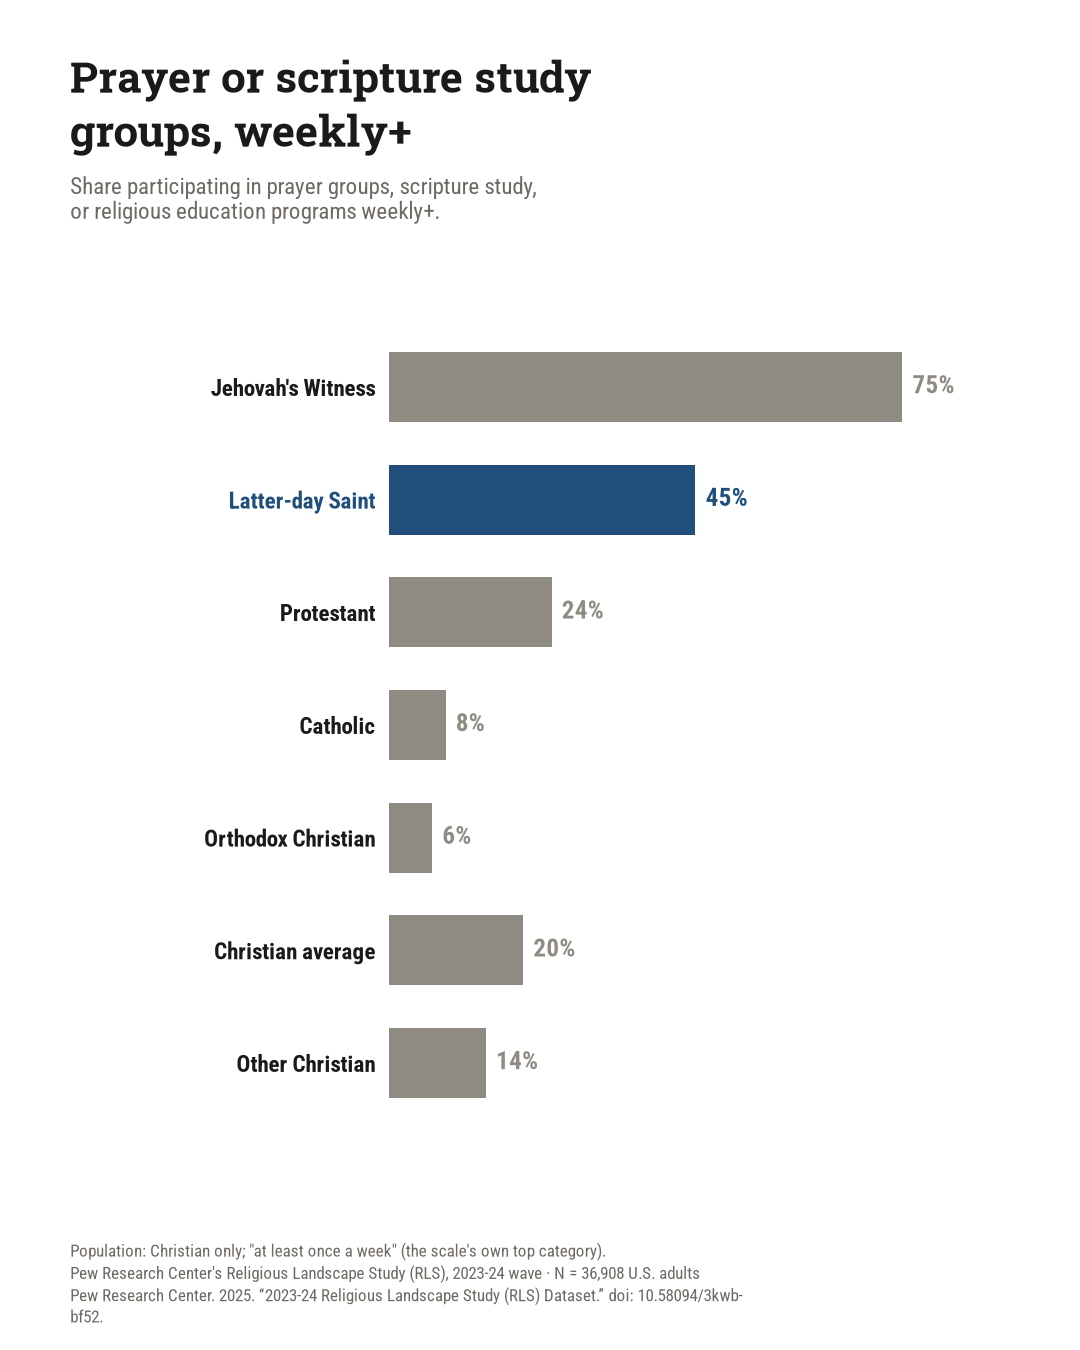 Prayer or scripture study
groups, weekly+
Share participating in prayer groups, scripture study,
or religious education programs weekly+.
Jehovah's Witness 75%
Latter-day Saint 45%
Protestant 24%
Catholic 8%
Orthodox Christian 6%
Christian average 20%
Other Christian 14%
Population: Christian only; "at least once a week" (the scale's own top category).
Pew Research Center's Religious Landscape Study (RLS), 2023-24 wave · N = 36,908 U.S. adults
Pew Research Center. 2025. “2023-24 Religious Landscape Study (RLS) Dataset.” doi: 10.58094/3kwb-
bf52.